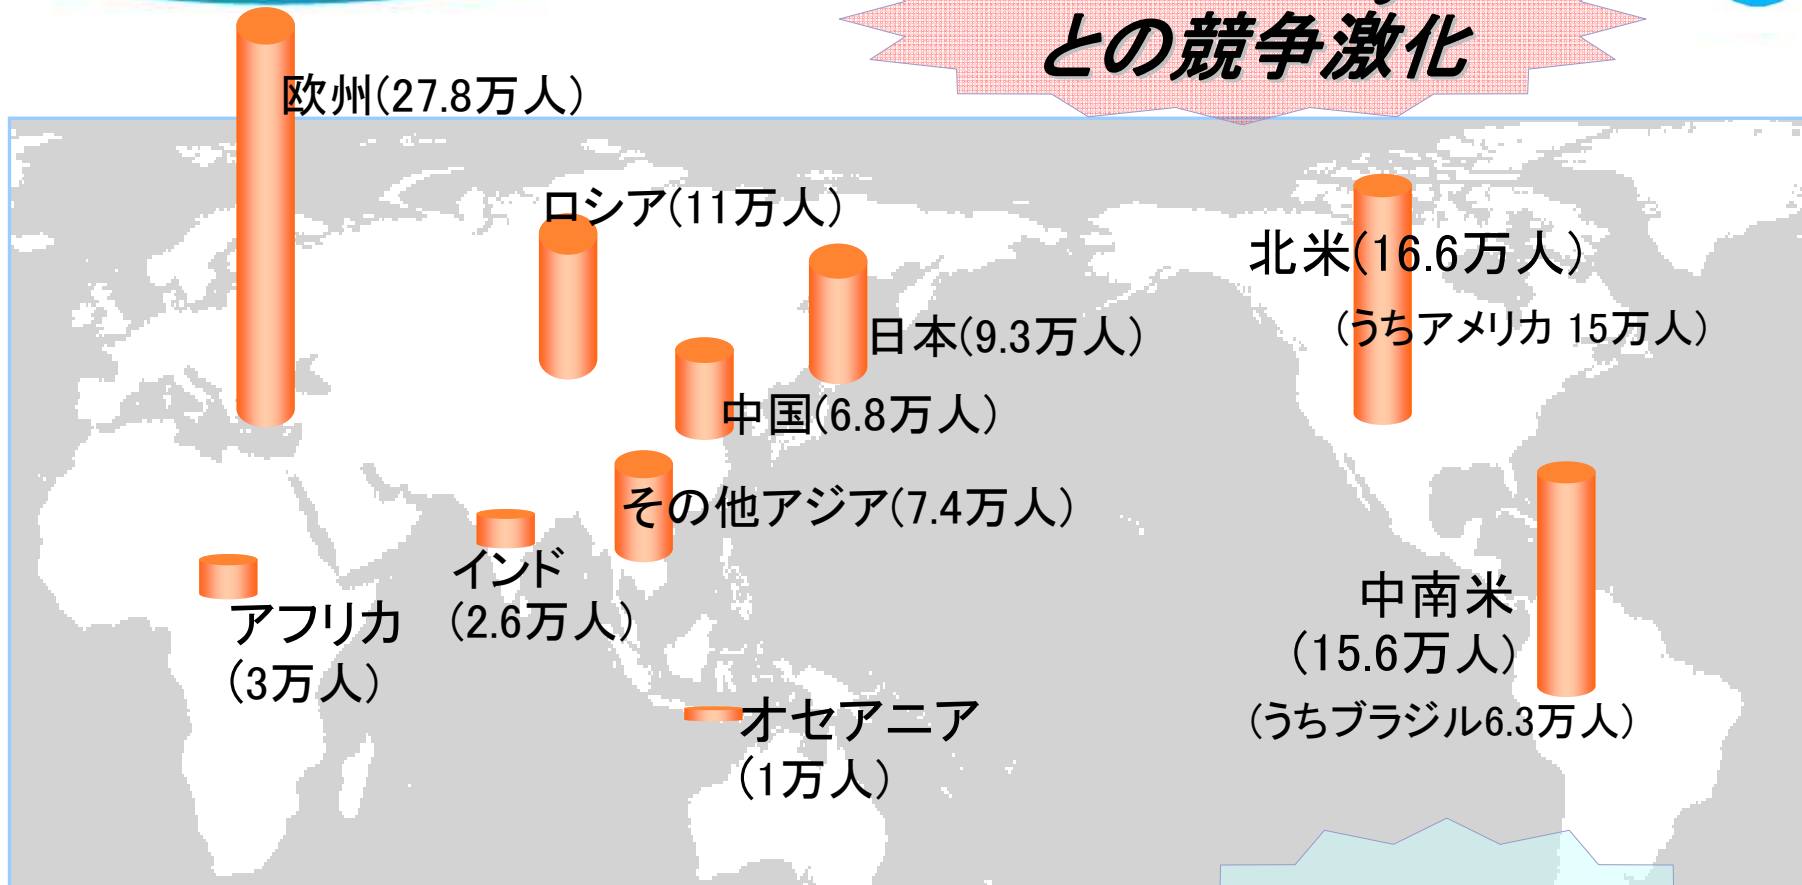 との競争激化
欧州(27.8万人)
ロシア(11万人)
北米(16.6万人)
(うちアメリカ 15万人)
日本(9.3万人)
中国(6.8万人)
その他アジア(7.4万人)
インド
(2.6万人)
アフリカ
(3万人)
中南米
(15.6万人)
(うちブラジル6.3万人)
オセアニア
(1万人)